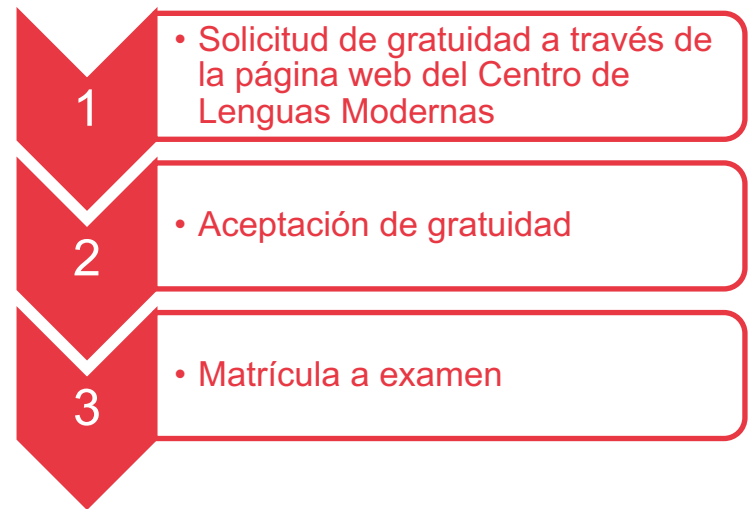 1
• Solicitud de gratuidad a través de
la página web del Centro de
Lenguas Modernas
2
• Aceptación de gratuidad
3
• Matrícula a examen